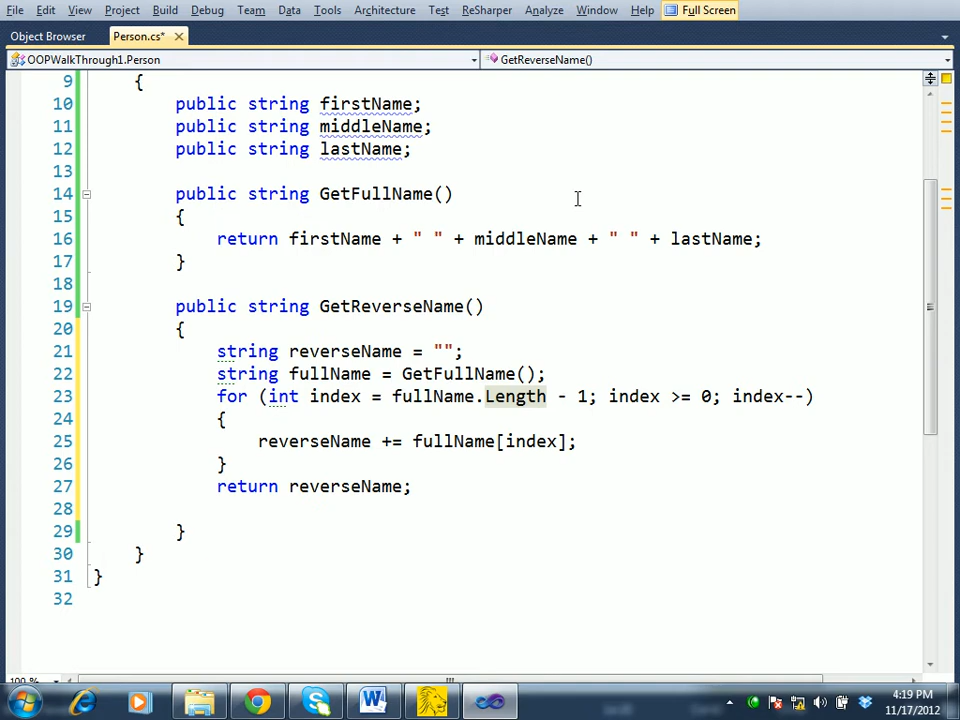 File Edit View Project Build Debug Team Data Tools Architecture Test ReSharper Analyze Window Help Full Screen
Object Browser Person.cs*
OOPWalkThrough1.Person GetReverseName()
9 {
10 public string firstName;
11 public string middleName;
12 public string lastName;
13
14 public string GetFullName()
15 {
16 return firstName + " " + middleName + " " + lastName;
17 }
18
19 public string GetReverseName()
20 {
21 string reverseName = "";
22 string fullName = GetFullName();
23 for (int index = fullName.Length - 1; index >= 0; index--)
24 {
25 reverseName += fullName[index];
26 }
27 return reverseName;
28
29 }
30 }
31 }
32
100 %
4:19 PM
11/17/2012